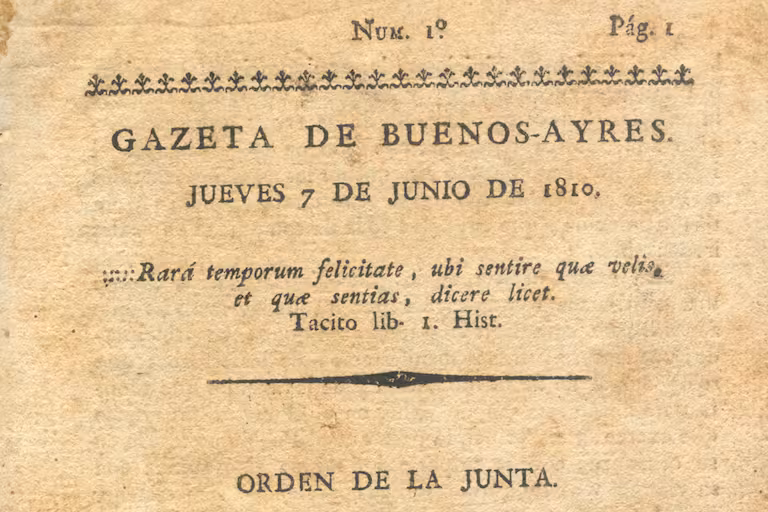 Num. 1º
Pág. 1
GAZETA DE BUENOS-AYRES.
JUEVES 7 DE JUNIO DE 1810.
::::::Rará temporum felicitate, ubi sentire quæ velis,
et quæ sentias, dicere licet.
Tacito lib- 1. Hist.
ORDEN DE LA JUNTA.